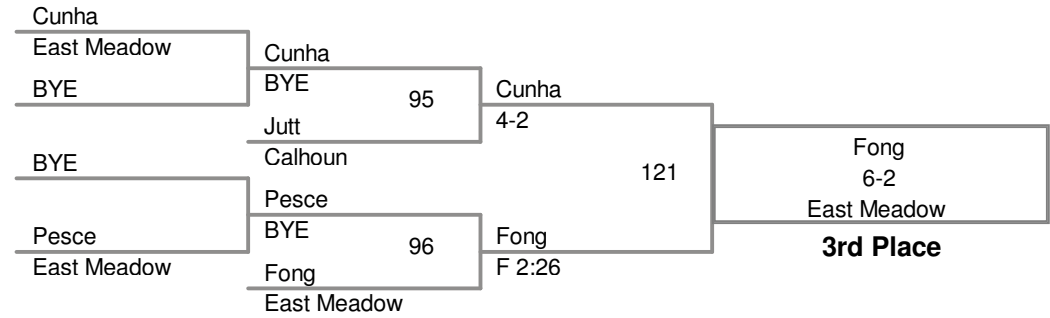 Cunha
East Meadow
BYE
BYE
Pesce
East Meadow
Cunha
BYE
95
Jutt
Calhoun
Pesce
BYE
96
Fong
East Meadow
Cunha
4-2
121
Fong
F 2:26
Fong
6-2
East Meadow
3rd Place